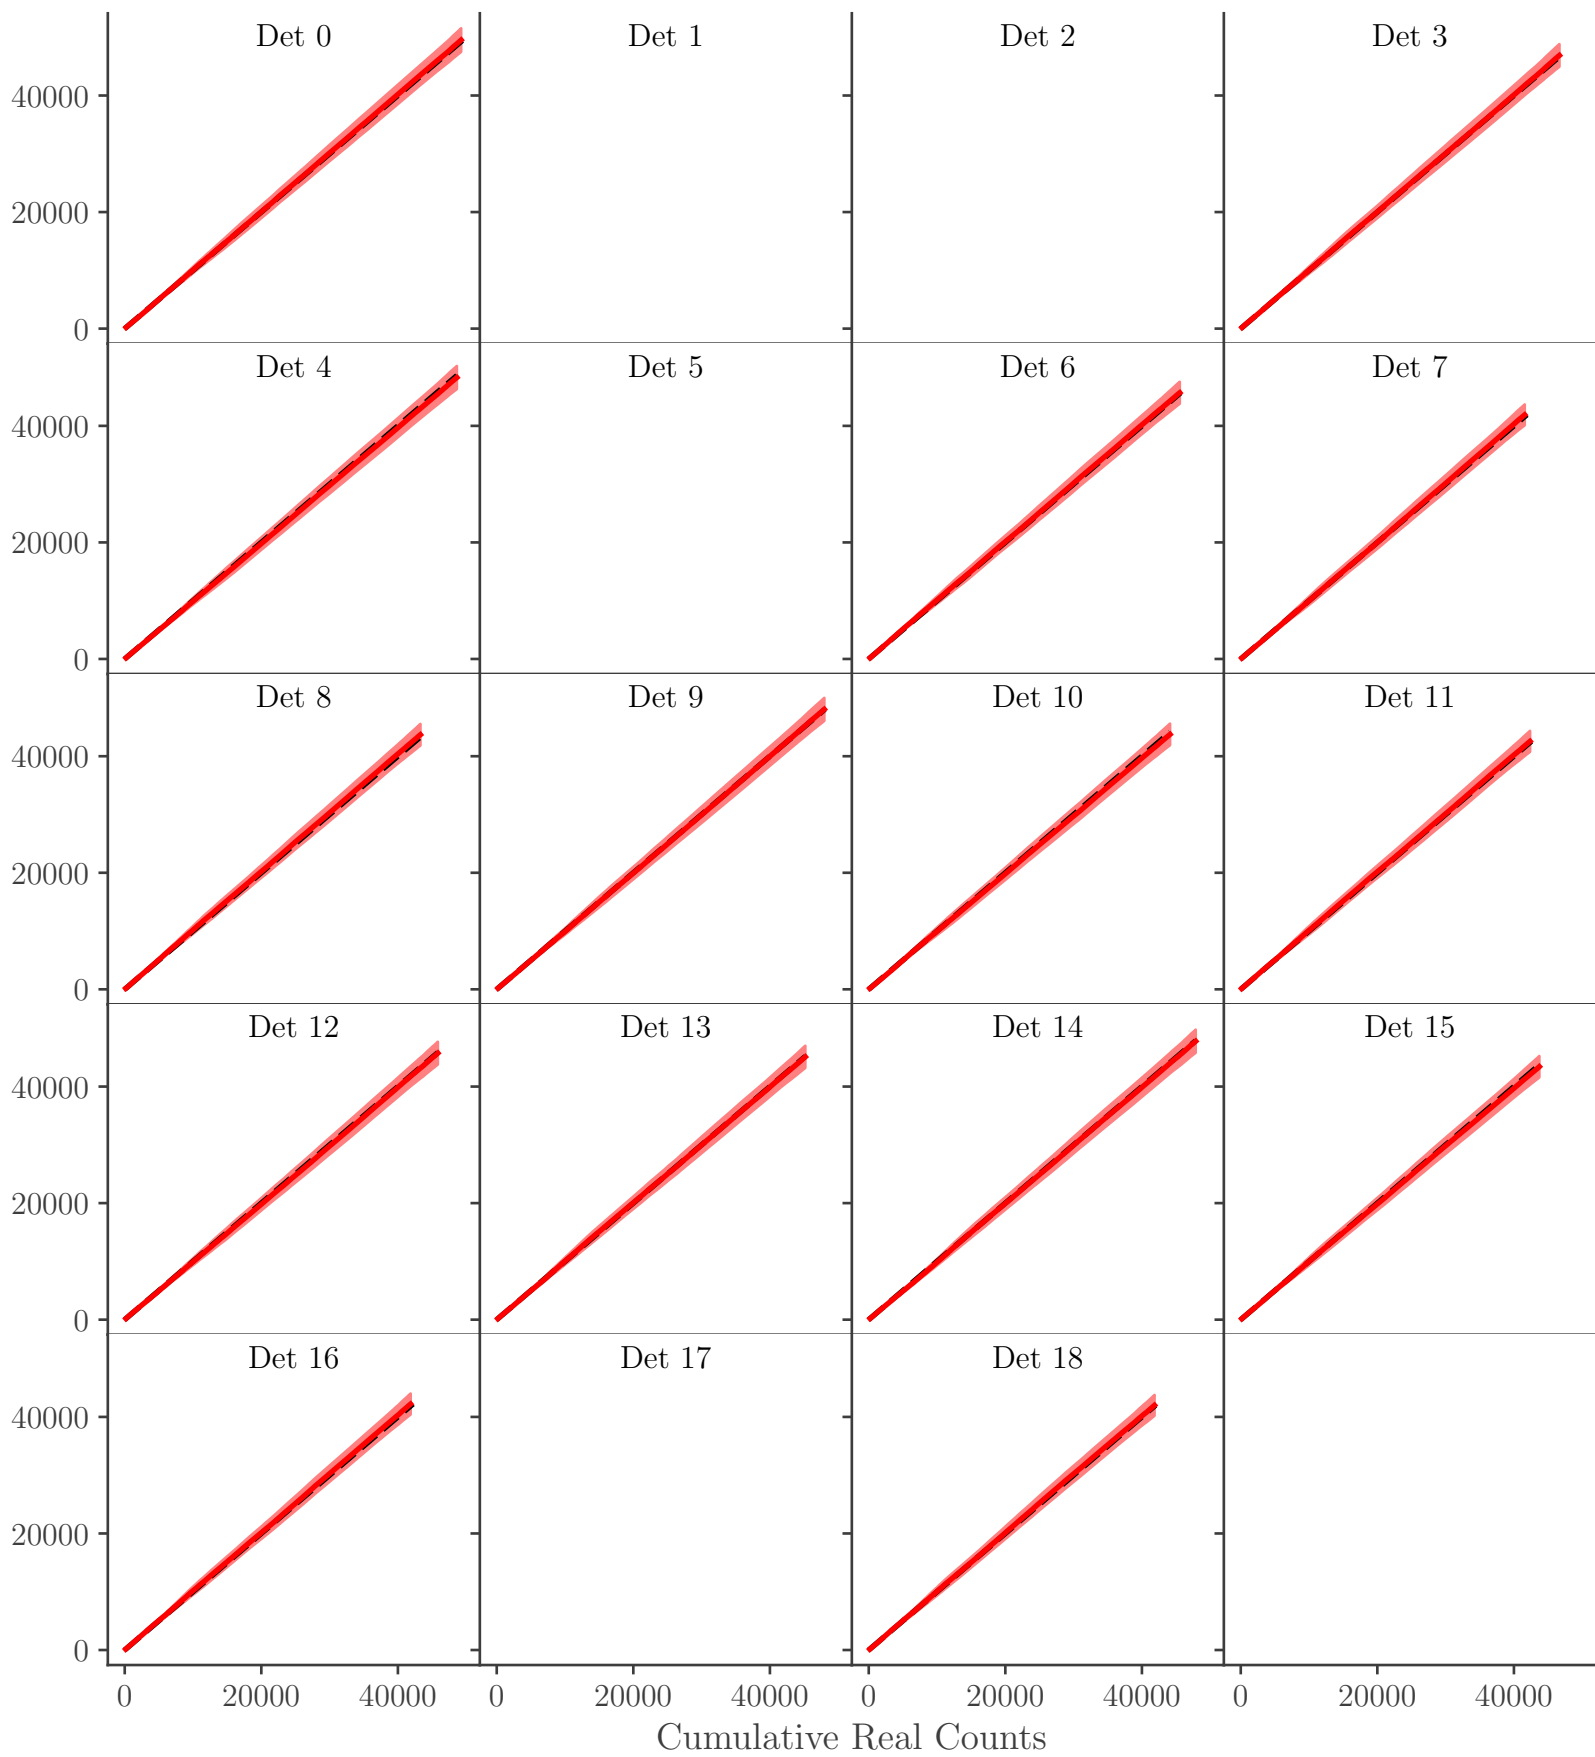 Det 0 Det 1 Det 2 Det 3
40000
20000
0
Det 4 Det 5 Det 6 Det 7
40000
20000
0
Det 8 Det 9 Det 10 Det 11
40000
20000
0
Det 12 Det 13 Det 14 Det 15
40000
20000
0
Det 16 Det 17 Det 18
40000
20000
0
0 20000 40000 0 20000 40000 0 20000 40000 0 20000 40000
Cumulative Real Counts